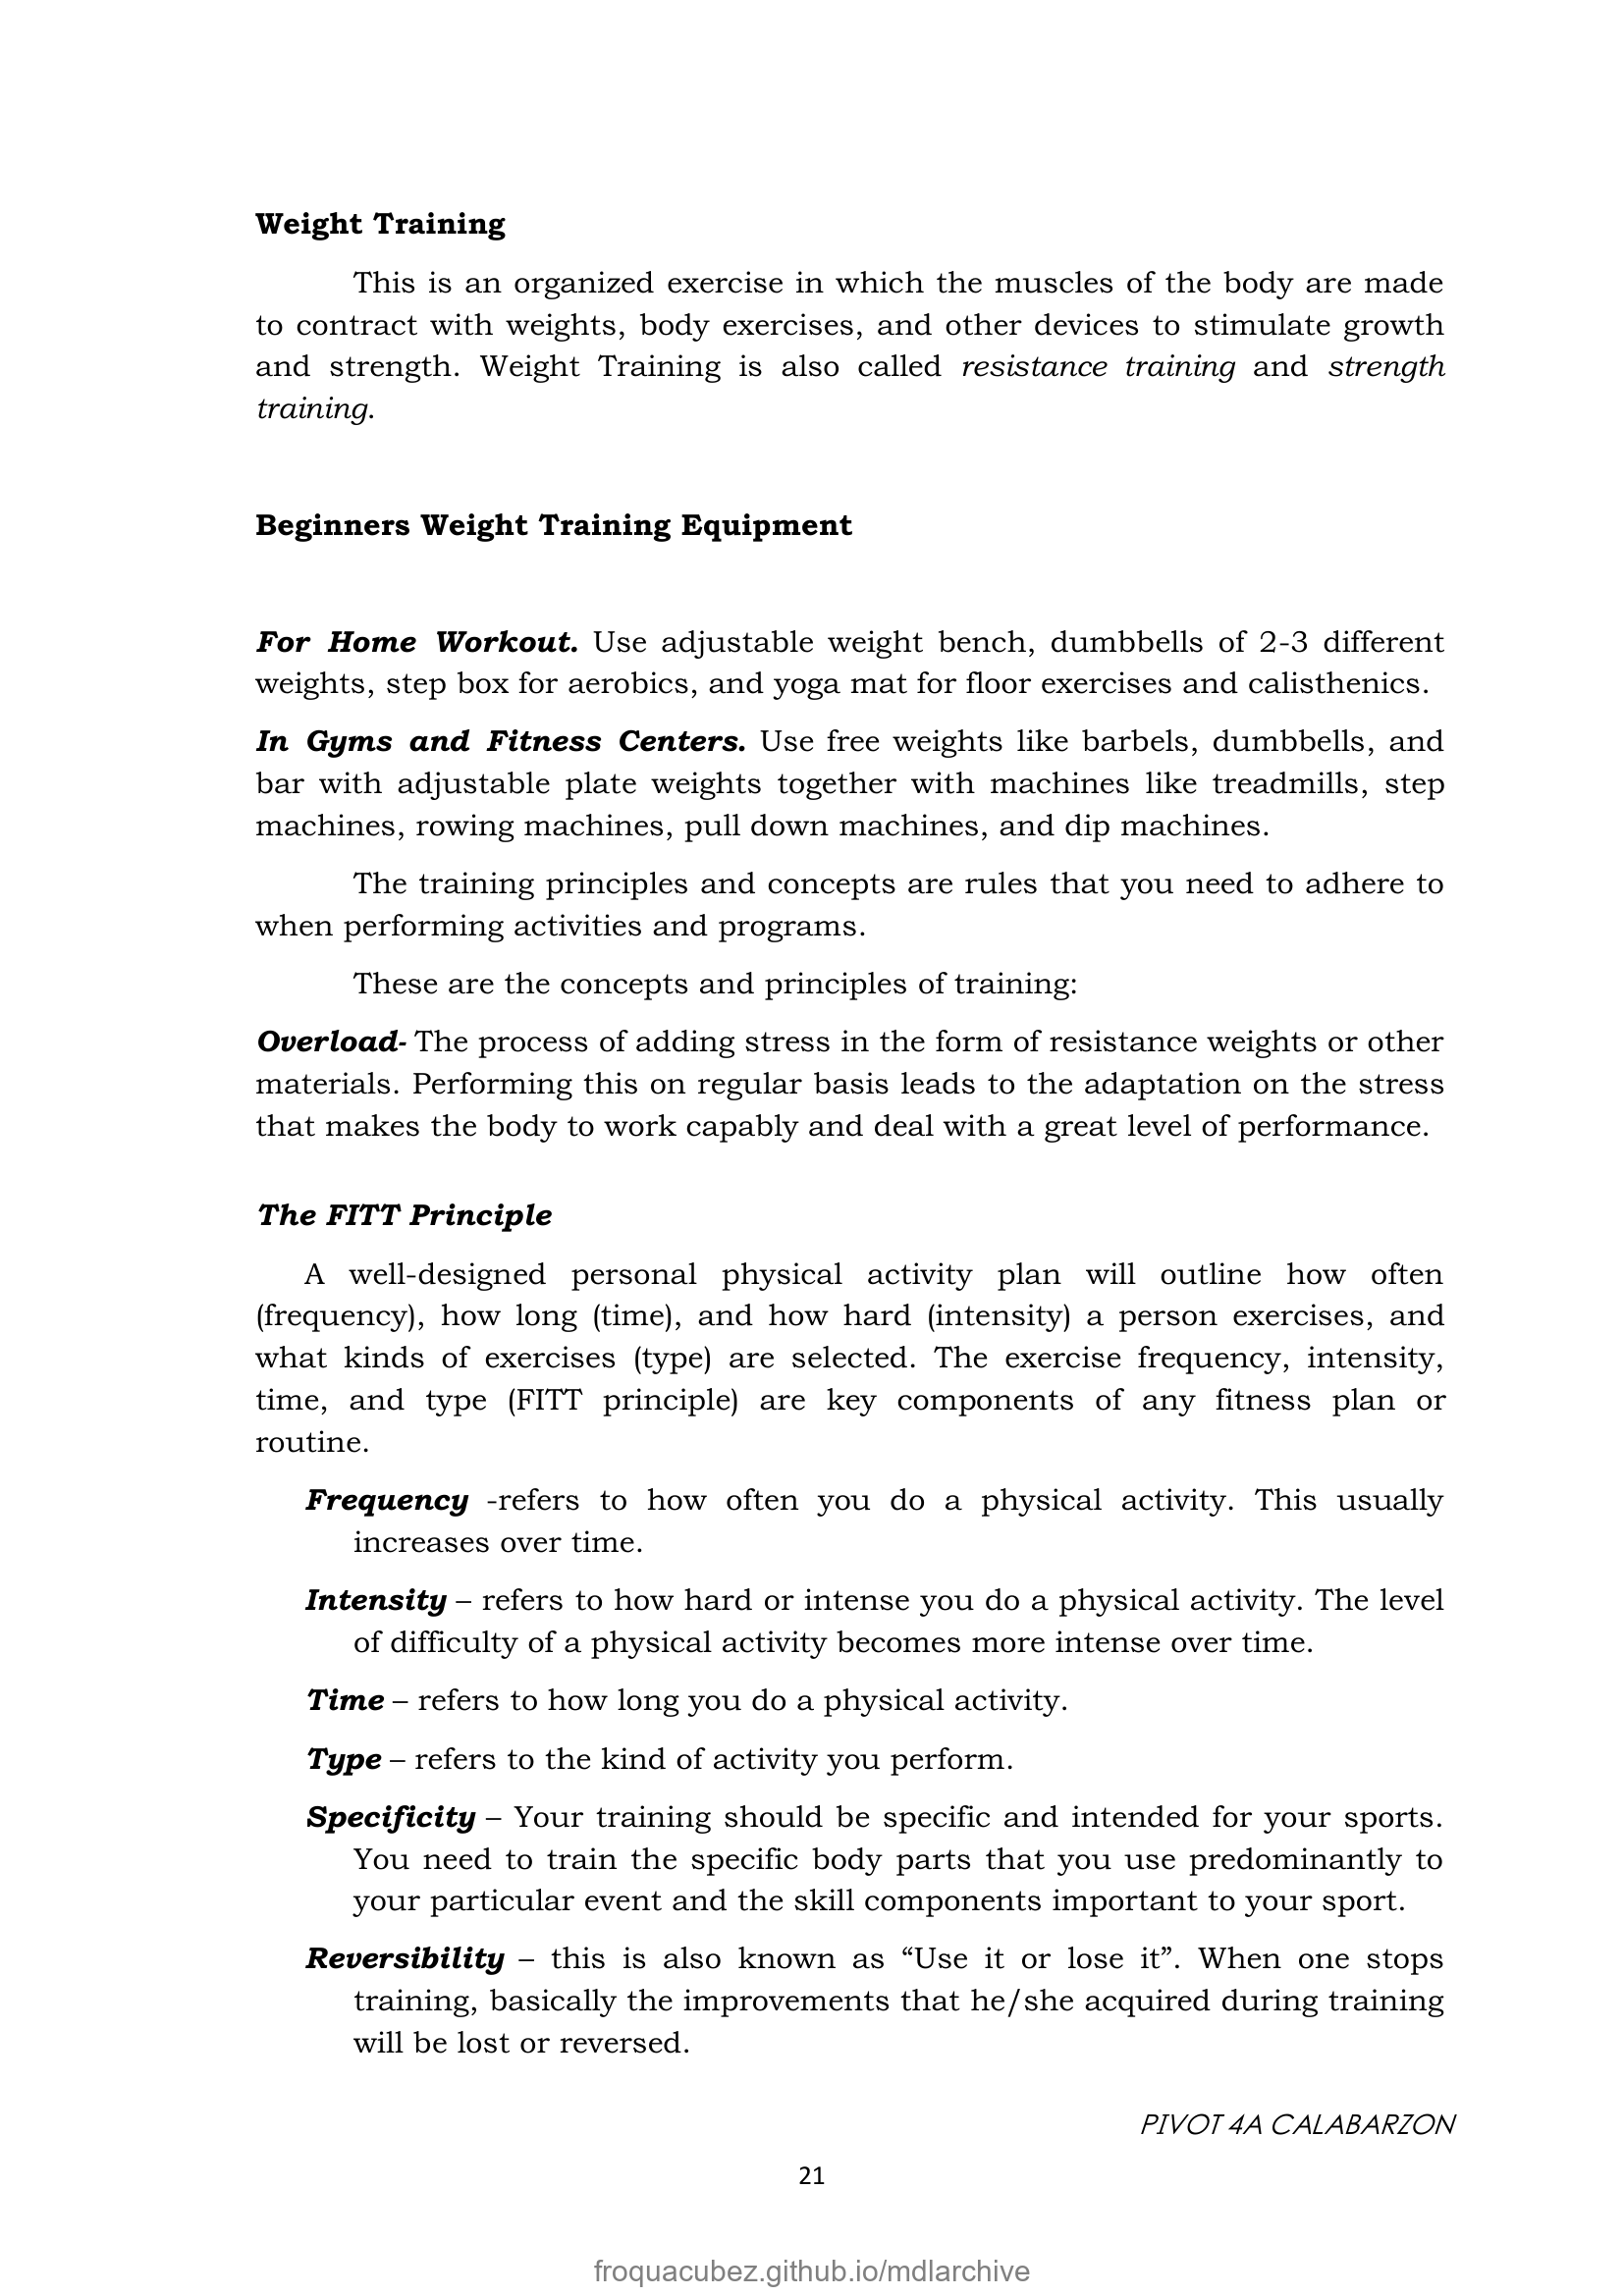 Weight Training
This is an organized exercise in which the muscles of the body are made
to contract with weights, body exercises, and other devices to stimulate growth
and strength. Weight Training is also called resistance training and strength
training.
Beginners Weight Training Equipment
For Home Workout. Use adjustable weight bench, dumbbells of 2-3 different
weights, step box for aerobics, and yoga mat for floor exercises and calisthenics.
In Gyms and Fitness Centers. Use free weights like barbels, dumbbells, and
bar with adjustable plate weights together with machines like treadmills, step
machines, rowing machines, pull down machines, and dip machines.
The training principles and concepts are rules that you need to adhere to
when performing activities and programs.
These are the concepts and principles of training:
Overload- The process of adding stress in the form of resistance weights or other
materials. Performing this on regular basis leads to the adaptation on the stress
that makes the body to work capably and deal with a great level of performance.
The FITT Principle
A well-designed personal physical activity plan will outline how often
(frequency), how long (time), and how hard (intensity) a person exercises, and
what kinds of exercises (type) are selected. The exercise frequency, intensity,
time, and type (FITT principle) are key components of any fitness plan or
routine.
Frequency -refers to how often you do a physical activity. This usually
increases over time.
Intensity – refers to how hard or intense you do a physical activity. The level
of difficulty of a physical activity becomes more intense over time.
Time – refers to how long you do a physical activity.
Type – refers to the kind of activity you perform.
Specificity – Your training should be specific and intended for your sports.
You need to train the specific body parts that you use predominantly to
your particular event and the skill components important to your sport.
Reversibility – this is also known as “Use it or lose it”. When one stops
training, basically the improvements that he/she acquired during training
will be lost or reversed.
PIVOT 4A CALABARZON
21
froquacubez.github.io/mdlarchive